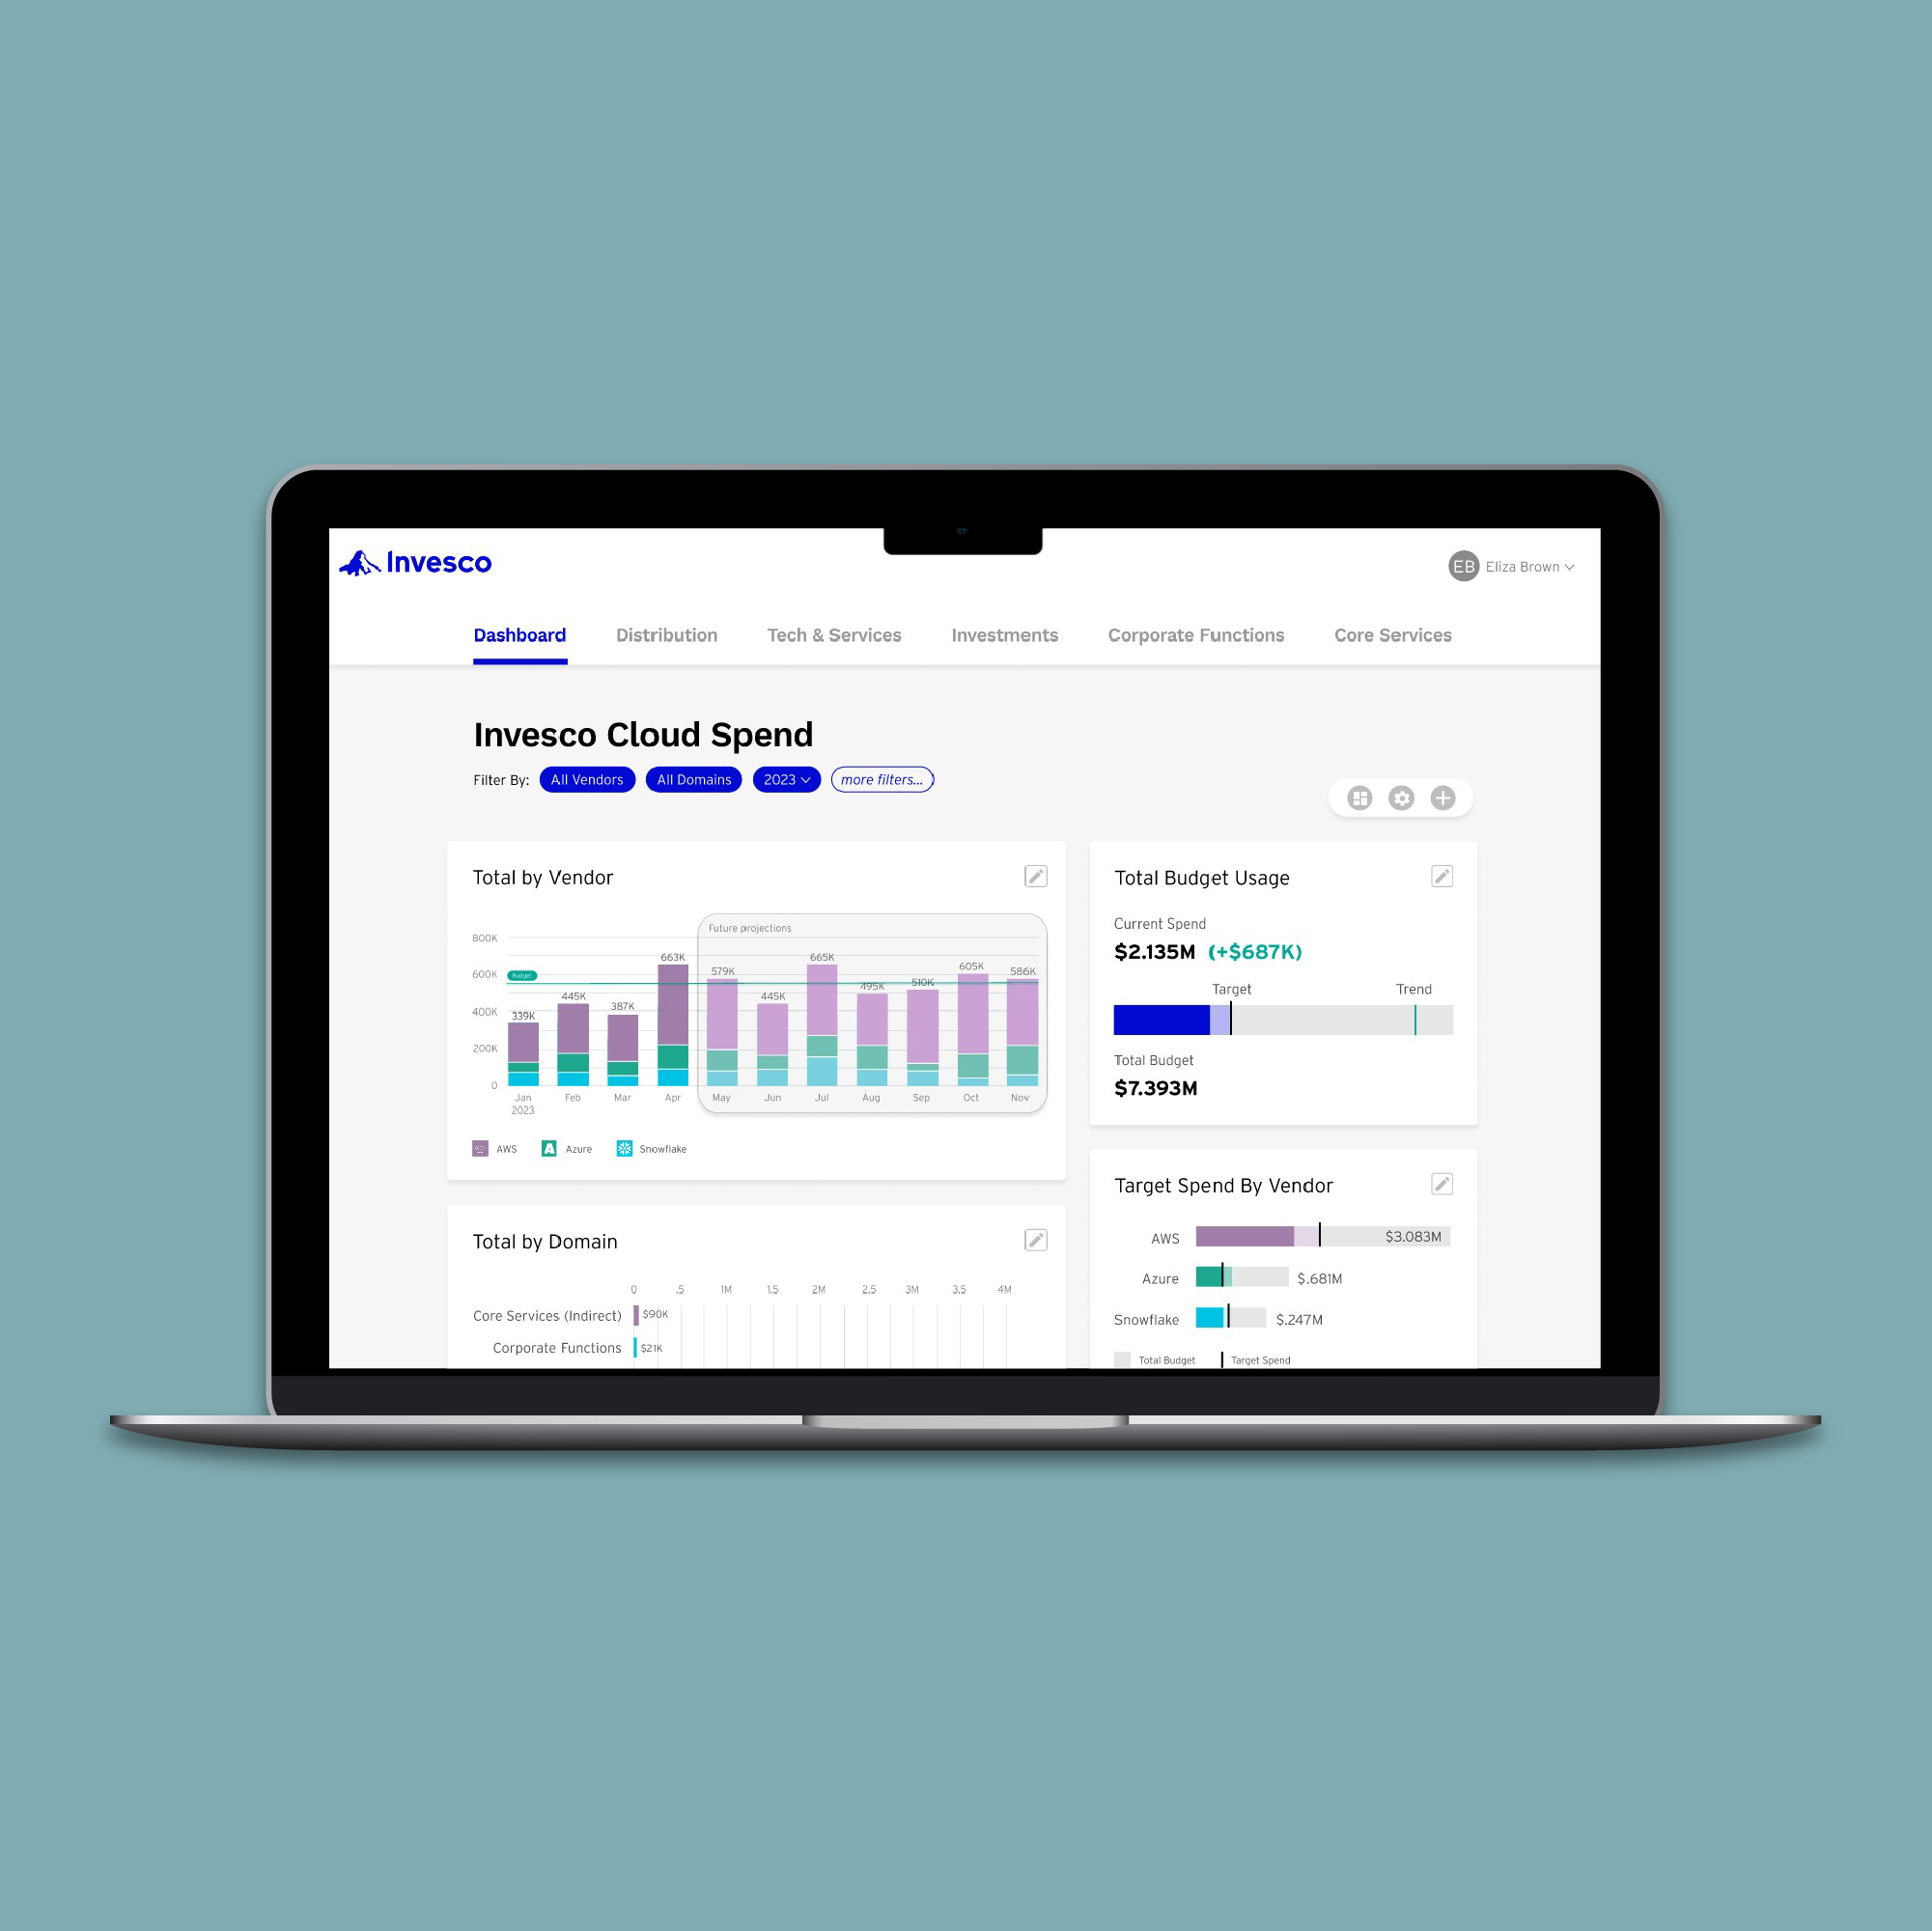 Invesco
EB Eliza Brown
Dashboard Distribution Tech & Services Investments Corporate Functions Core Services
Invesco Cloud Spend
Filter By: All Vendors All Domains 2023 more filters...
Total by Vendor
Future projections
800K
600K
400K
200K
0
Budget
339K
445K
387K
663K
579K
445K
665K
495K
510K
605K
586K
Jan Feb Mar Apr May Jun Jul Aug Sep Oct Nov
2023
AWS A Azure Snowflake
Total Budget Usage
Current Spend
$2.135M (+$687K)
Target Trend
Total Budget
$7.393M
Total by Domain
0 .5 1M 1.5 2M 2.5 3M 3.5 4M
Core Services (Indirect) $90K
Corporate Functions $21K
Target Spend By Vendor
AWS $3.083M
Azure $.681M
Snowflake $.247M
Total Budget Target Spend